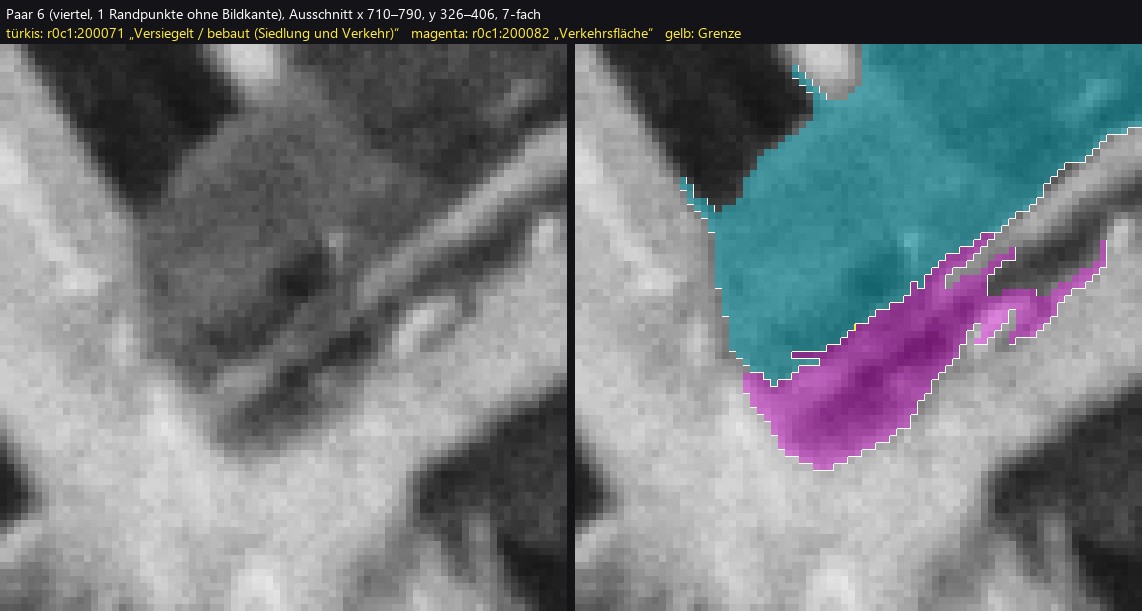 Paar 6 (viertel, 1 Randpunkte ohne Bildkante), Ausschnitt x 710–790, y 326–406, 7-fach
türkis: r0c1:200071 „Versiegelt / bebaut (Siedlung und Verkehr)“ magenta: r0c1:200082 „Verkehrsfläche“ gelb: Grenze